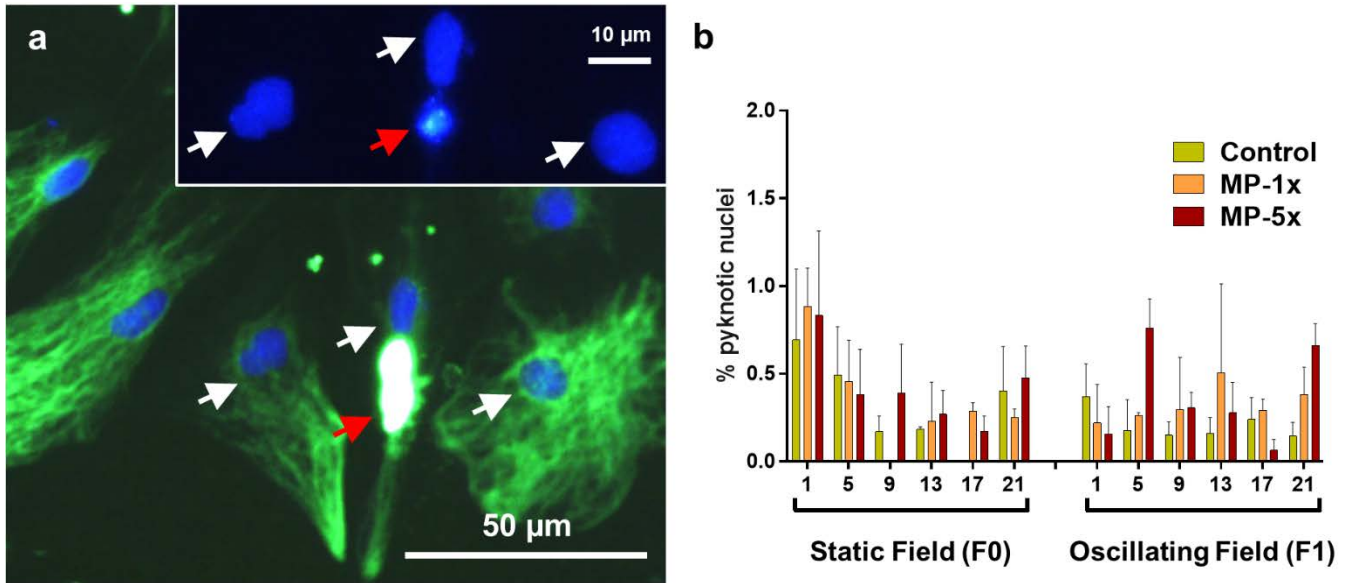 a
10 µm
50 µm
b
% pyknotic nuclei
2.0
1.5
1.0
0.5
0.0
Control
MP-1x
MP-5x
1 5 9 13 17 21 1 5 9 13 17 21
Static Field (F0) Oscillating Field (F1)